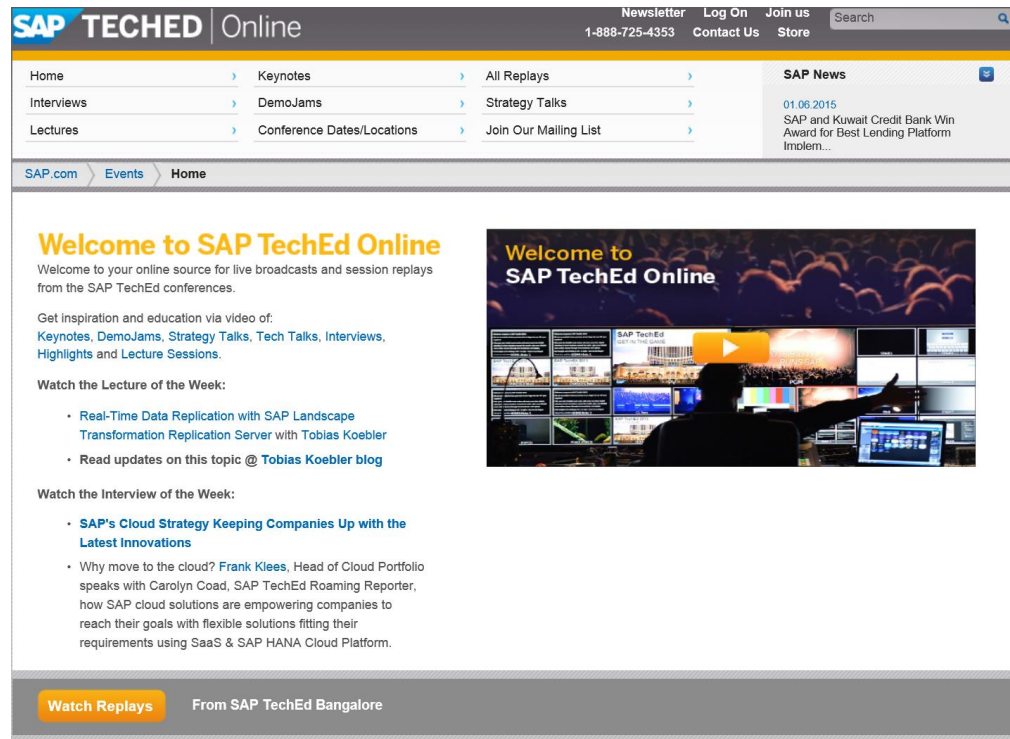 SAP TECHED Online
Newsletter Log On Join us
Search
1-888-725-4353 Contact Us Store
Home
Keynotes
All Replays
Interviews
DemoJams
Strategy Talks
Lectures
Conference Dates/Locations
Join Our Mailing List
SAP News
01.06.2015
SAP and Kuwait Credit Bank Win
Award for Best Lending Platform
Implem...
SAP.com Events Home
Welcome to SAP TechEd Online
Welcome to your online source for live broadcasts and session replays
from the SAP TechEd conferences.
Get inspiration and education via video of:
Keynotes, DemoJams, Strategy Talks, Tech Talks, Interviews,
Highlights and Lecture Sessions.
Watch the Lecture of the Week:
• Real-Time Data Replication with SAP Landscape
Transformation Replication Server with Tobias Koebler
• Read updates on this topic @ Tobias Koebler blog
Watch the Interview of the Week:
• SAP's Cloud Strategy Keeping Companies Up with the
Latest Innovations
• Why move to the cloud? Frank Klees, Head of Cloud Portfolio
speaks with Carolyn Coad, SAP TechEd Roaming Reporter,
how SAP cloud solutions are empowering companies to
reach their goals with flexible solutions fitting their
requirements using SaaS & SAP HANA Cloud Platform.
Welcome to
SAP TechEd Online
SAP TechEd
GET IN THE GAME
PGM
Watch Replays From SAP TechEd Bangalore